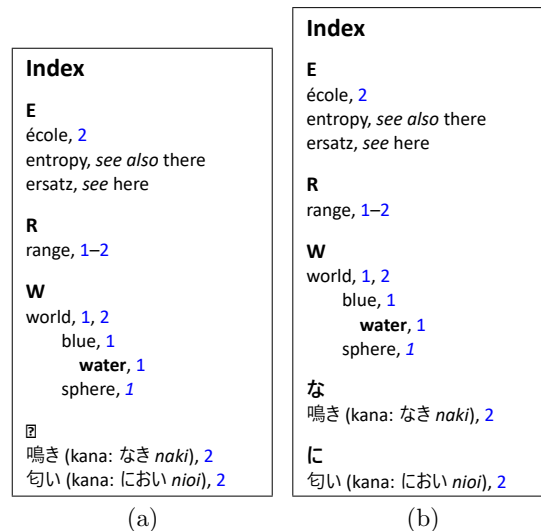 Index
E
école, 2
entropy, see also there
ersatz, see here
R
range, 1–2
W
world, 1, 2
blue, 1
water, 1
sphere, 1
鳴き (kana: なき naki), 2
匂い (kana: におい nioi), 2
(a)
Index
E
école, 2
entropy, see also there
ersatz, see here
R
range, 1–2
W
world, 1, 2
blue, 1
water, 1
sphere, 1
な
鳴き (kana: なき naki), 2
に
匂い (kana: におい nioi), 2
(b)